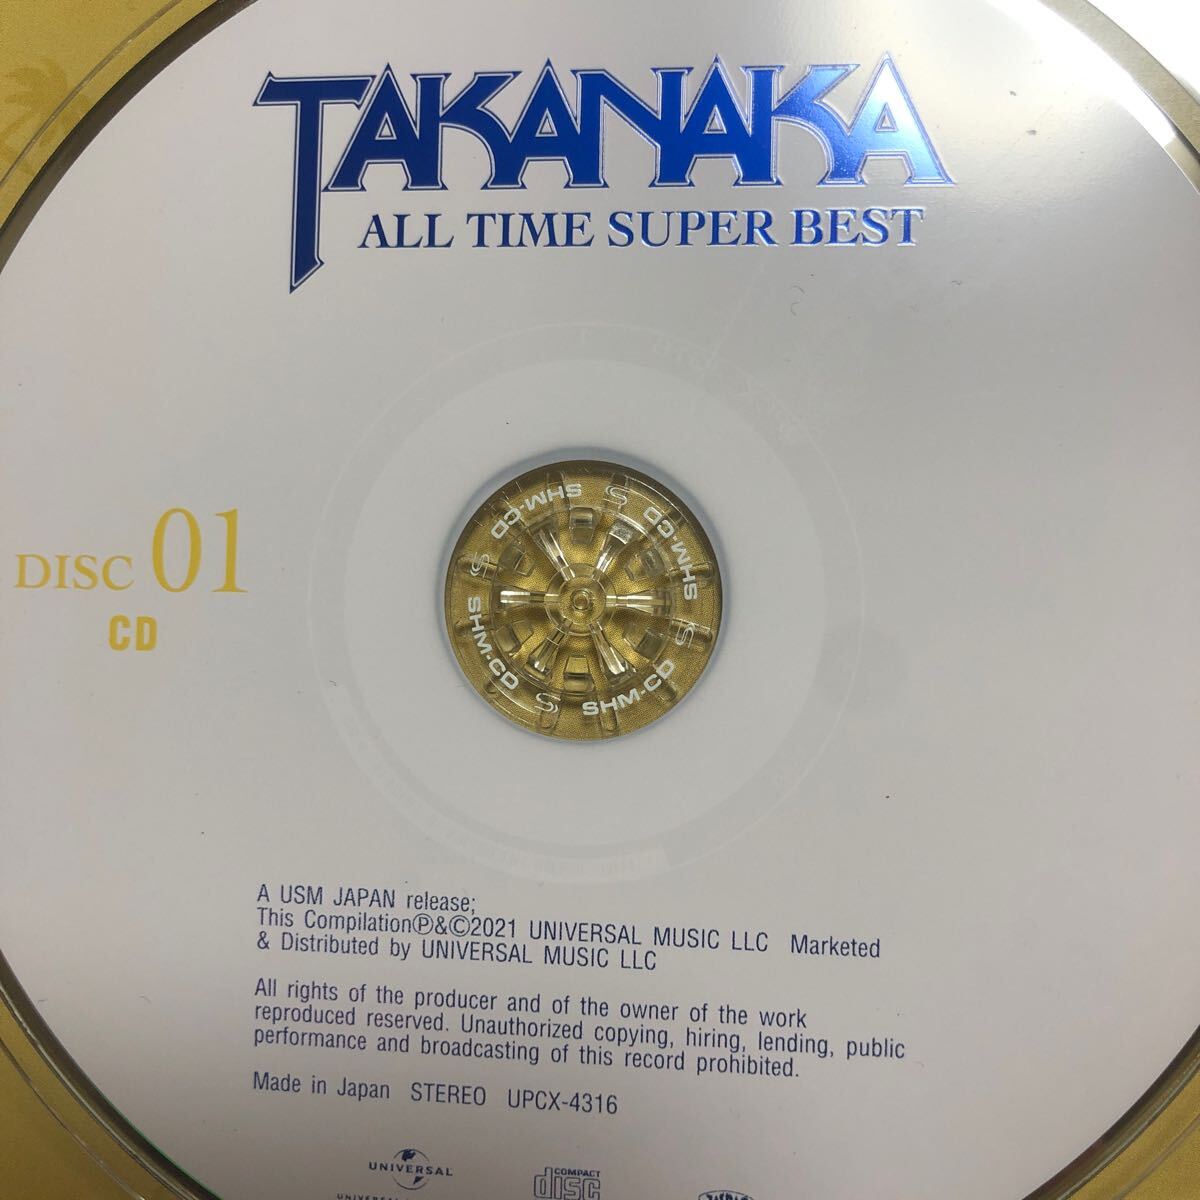 TAKANAKA
ALL TIME SUPER BEST
DISC 01
CD
SHM-CD
SHM-CD
SHM-CD
SHM-CD
A USM JAPAN release;
This Compilation℗&©2021 UNIVERSAL MUSIC LLC Marketed
& Distributed by UNIVERSAL MUSIC LLC
All rights of the producer and of the owner of the work
reproduced reserved. Unauthorized copying, hiring, lending, public
performance and broadcasting of this record prohibited.
Made in Japan STEREO UPCX-4316
UNIVERSAL
COMPACT
disc